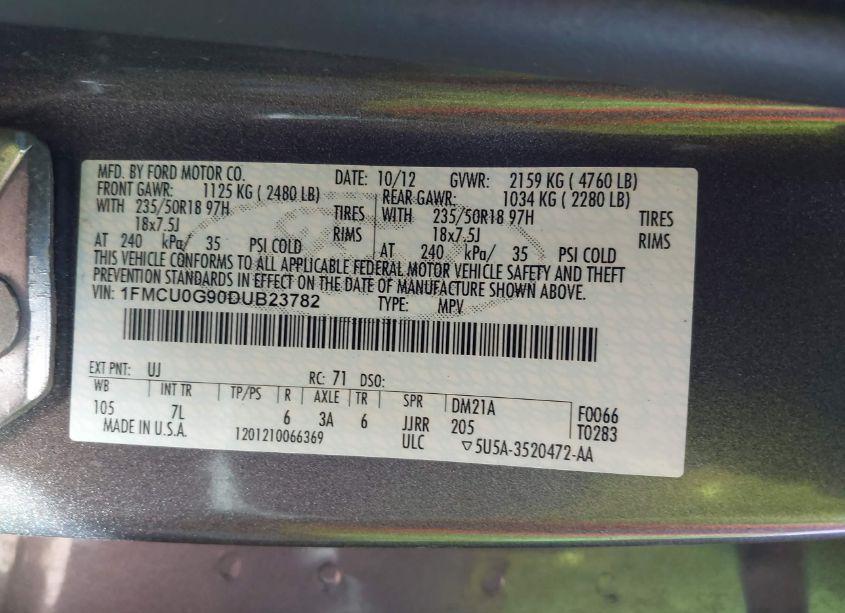 MFD. BY FORD MOTOR CO. DATE: 10/12 GVWR: 2159 KG ( 4760 LB)
FRONT GAWR: 1125 KG ( 2480 LB) REAR GAWR: 1034 KG ( 2280 LB)
WITH 235/50R18 97H TIRES WITH 235/50R18 97H TIRES
18x7.5J RIMS 18x7.5J RIMS
AT 240 kPa/ 35 PSI COLD AT 240 kPa/ 35 PSI COLD
THIS VEHICLE CONFORMS TO ALL APPLICABLE FEDERAL MOTOR VEHICLE SAFETY AND THEFT
PREVENTION STANDARDS IN EFFECT ON THE DATE OF MANUFACTURE SHOWN ABOVE.
VIN: 1FMCU0G90DUB23782 TYPE: MPV
EXT PNT: UJ RC: 71 DSO:
WB INT TR TP/PS R AXLE TR SPR DM21A F0066
105 7L 6 3A 6 JJRR 205 T0283
MADE IN U.S.A. 1201210066369 ULC ▽5U5A-3520472-AA